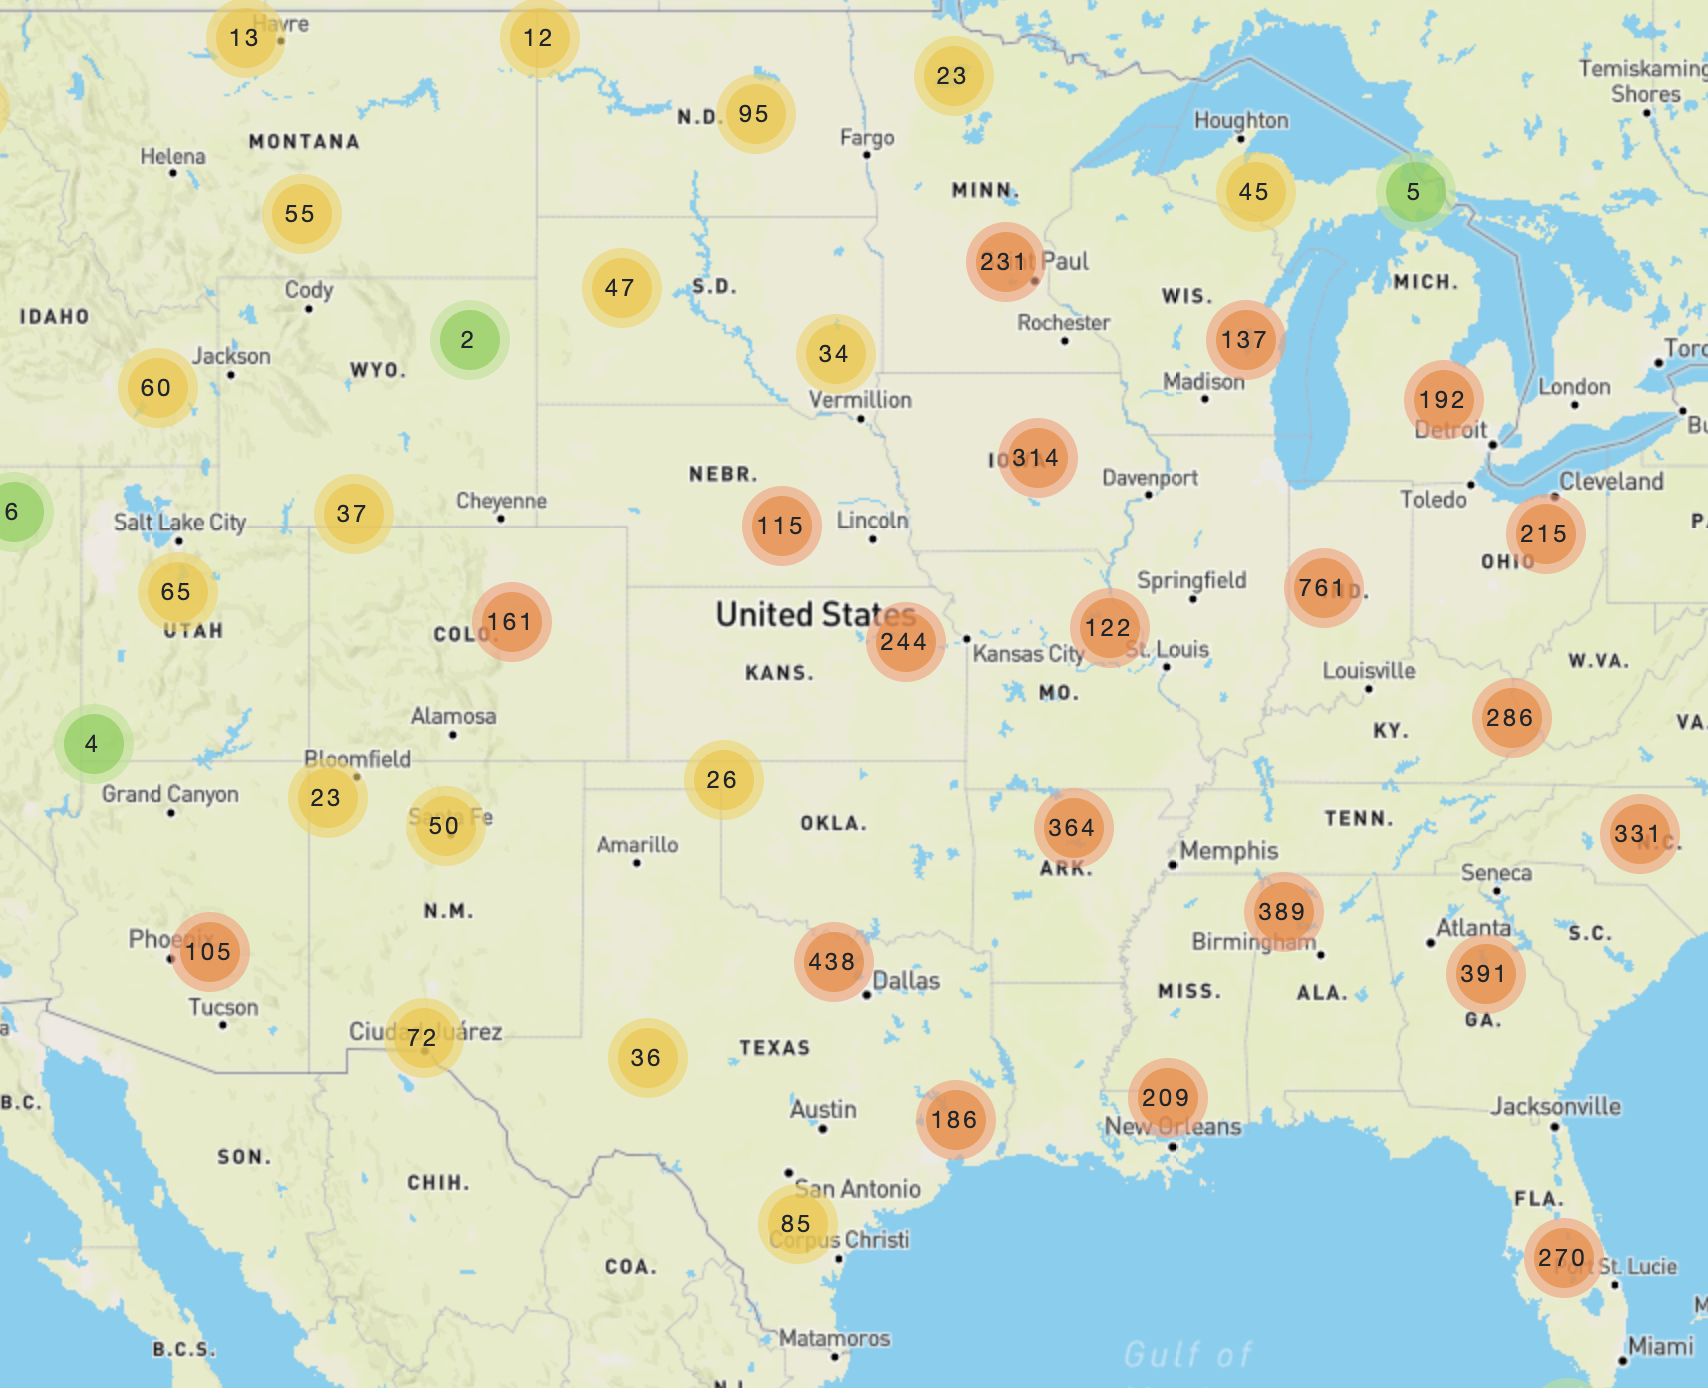 13
Havre
12
23
Temiskaming
Shores
95
N.D.
Houghton
Fargo
MONTANA
Helena
MINN.
45
5
55
231
Paul
MICH.
47
S.D.
Cody
WIS.
IDAHO
2
Rochester
137
34
Jackson
WYO.
60
Madison
London
192
Vermillion
Detroit
314
NEBR.
Davenport
Cleveland
Toledo
6
37
Cheyenne
115
Lincoln
Salt Lake City
215
OHIO
65
UTAH
Springfield
761
United States
161
COLO.
244
122
Kansas City
St. Louis
KANS.
W.VA.
Louisville
MO.
Alamosa
286
KY.
VA.
4
Bloomfield
26
Grand Canyon
23
50
Santa Fe
OKLA.
364
TENN.
331
N.C.
Amarillo
Memphis
ARK.
Seneca
N.M.
389
Atlanta
S.C.
Phoenix
105
Birmingham
438
391
Dallas
MISS.
ALA.
Tucson
GA.
72
Ciudad Juárez
TEXAS
36
209
B.C.
Austin
186
New Orleans
Jacksonville
SON.
CHIH.
San Antonio
FLA.
85
Corpus Christi
270
Port St. Lucie
COA.
Matamoros
B.C.S.
Gulf of
Miami